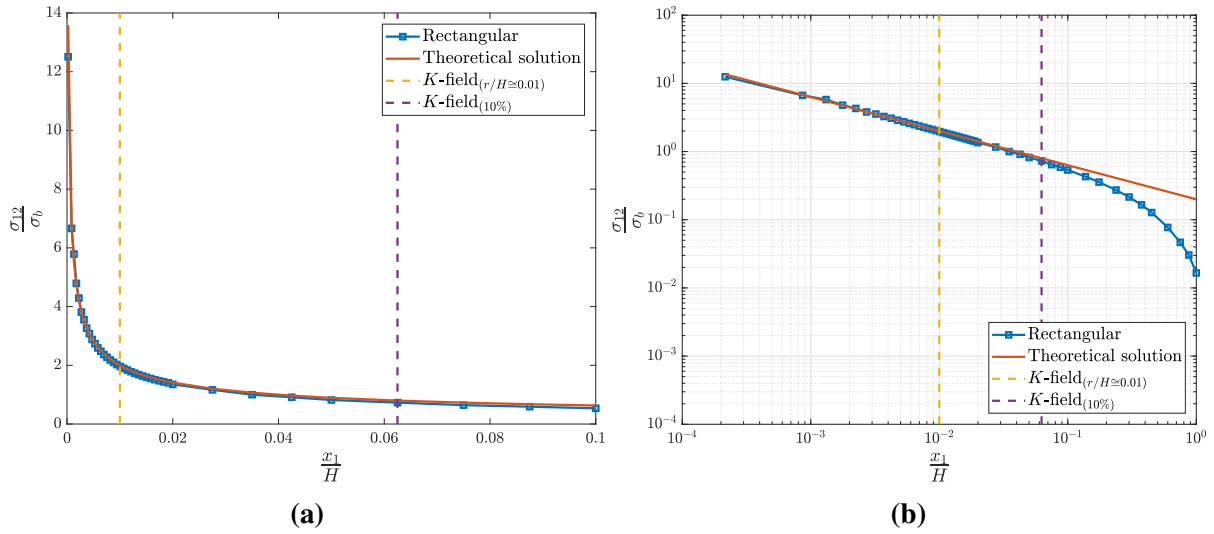 14
12
10
8
6
4
2
0
σ12/σb
0 0.02 0.04 0.06 0.08 0.1
x1/H
Rectangular
Theoretical solution
K-field(r/H≅0.01)
K-field(10%)
(a)
10^2
10^1
10^0
10^-1
10^-2
10^-3
10^-4
σ12/σb
10^-4 10^-3 10^-2 10^-1 10^0
x1/H
Rectangular
Theoretical solution
K-field(r/H≅0.01)
K-field(10%)
(b)